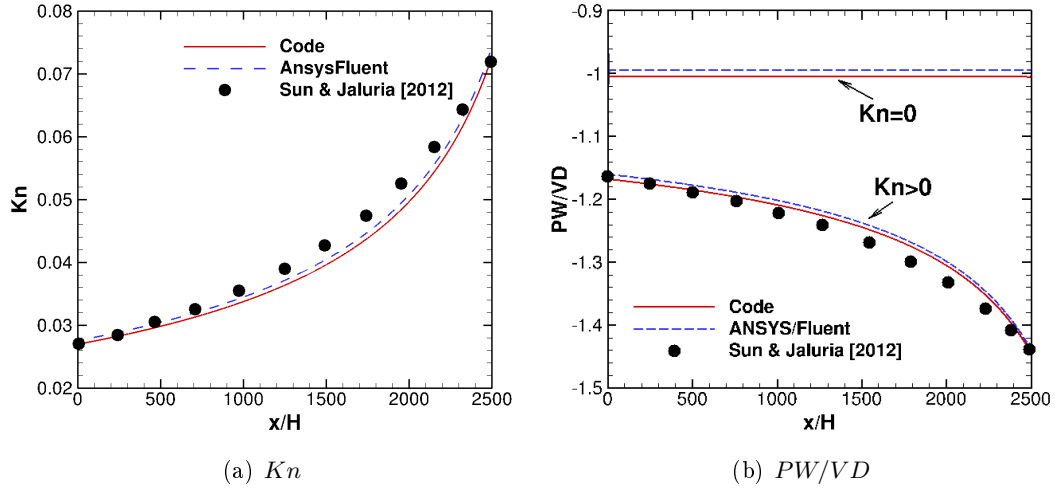 0.08
0.07
0.06
0.05
0.04
0.03
0.02
Kn
Code
AnsysFluent
Sun & Jaluria [2012]
0 500 1000 1500 2000 2500
x/H
(a) Kn
-0.9
-1
-1.1
-1.2
-1.3
-1.4
-1.5
PW/VD
Kn=0
Kn>0
Code
ANSYS/Fluent
Sun & Jaluria [2012]
0 500 1000 1500 2000 2500
x/H
(b) PW/VD